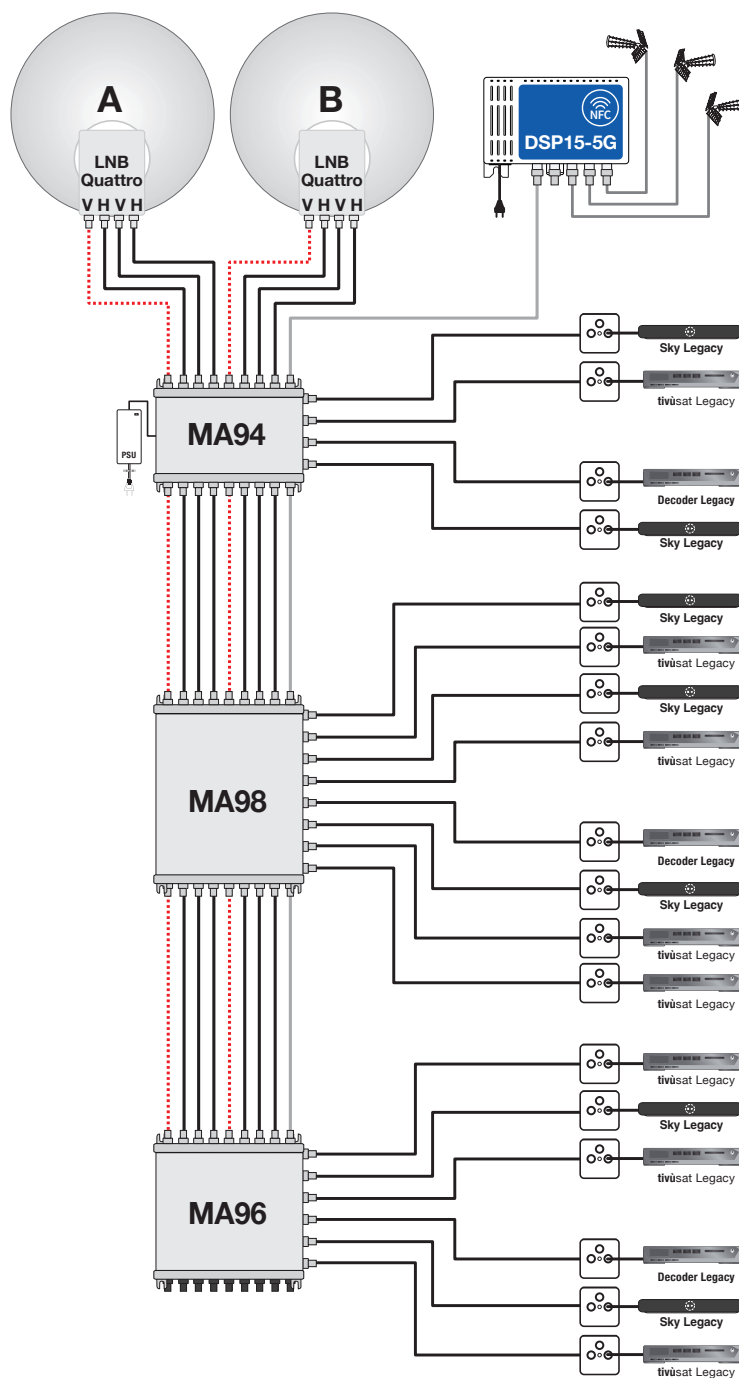 A
B
LNB
Quattro
V H V H
LNB
Quattro
V H V H
NFC
DSP15-5G
Sky Legacy
tivùsat Legacy
MA94
PSU
Decoder Legacy
Sky Legacy
Sky Legacy
tivùsat Legacy
Sky Legacy
tivùsat Legacy
MA98
Decoder Legacy
Sky Legacy
tivùsat Legacy
tivùsat Legacy
tivùsat Legacy
Sky Legacy
tivùsat Legacy
MA96
Decoder Legacy
Sky Legacy
tivùsat Legacy